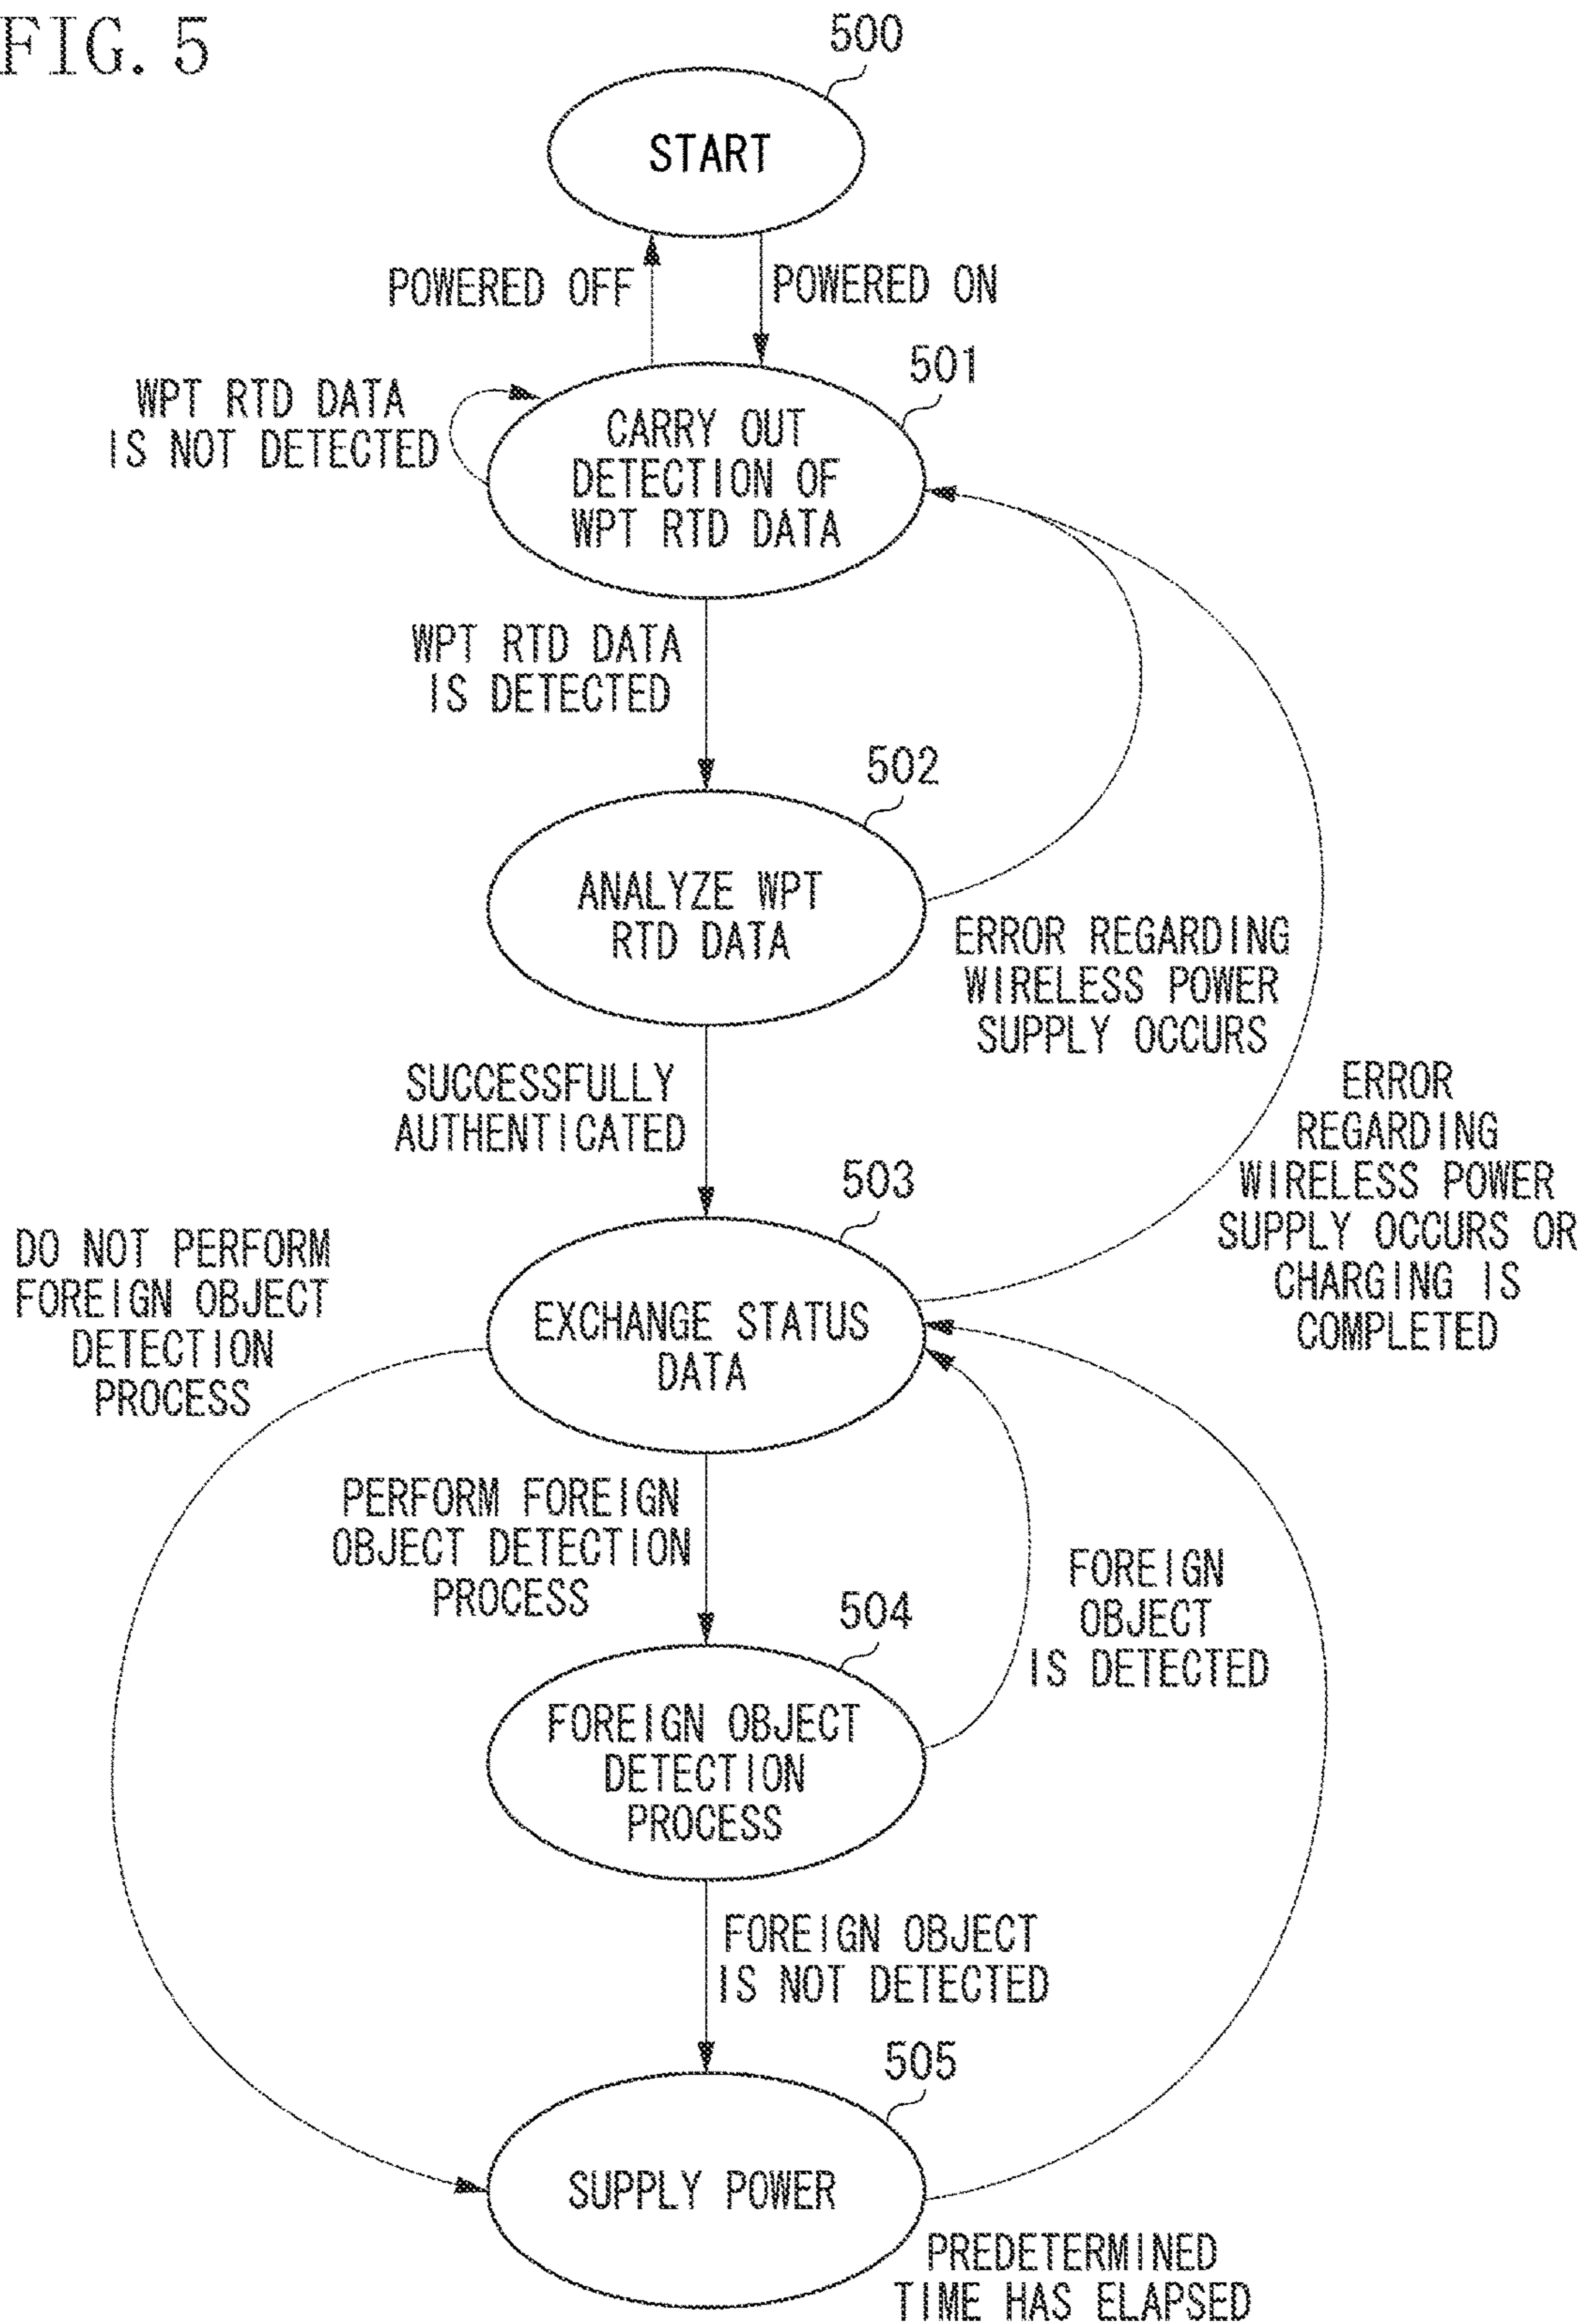 FIG. 5
500
START
POWERED OFF
POWERED ON
501
WPT RTD DATA
IS NOT DETECTED
CARRY OUT
DETECTION OF
WPT RTD DATA
WPT RTD DATA
IS DETECTED
502
ANALYZE WPT
RTD DATA
ERROR REGARDING
WIRELESS POWER
SUPPLY OCCURS
SUCCESSFULLY
AUTHENTICATED
ERROR
REGARDING
WIRELESS POWER
SUPPLY OCCURS OR
CHARGING IS
COMPLETED
503
DO NOT PERFORM
FOREIGN OBJECT
DETECTION
PROCESS
EXCHANGE STATUS
DATA
PERFORM FOREIGN
OBJECT DETECTION
PROCESS
FOREIGN
OBJECT
IS DETECTED
504
FOREIGN OBJECT
DETECTION
PROCESS
FOREIGN OBJECT
IS NOT DETECTED
505
SUPPLY POWER
PREDETERMINED
TIME HAS ELAPSED